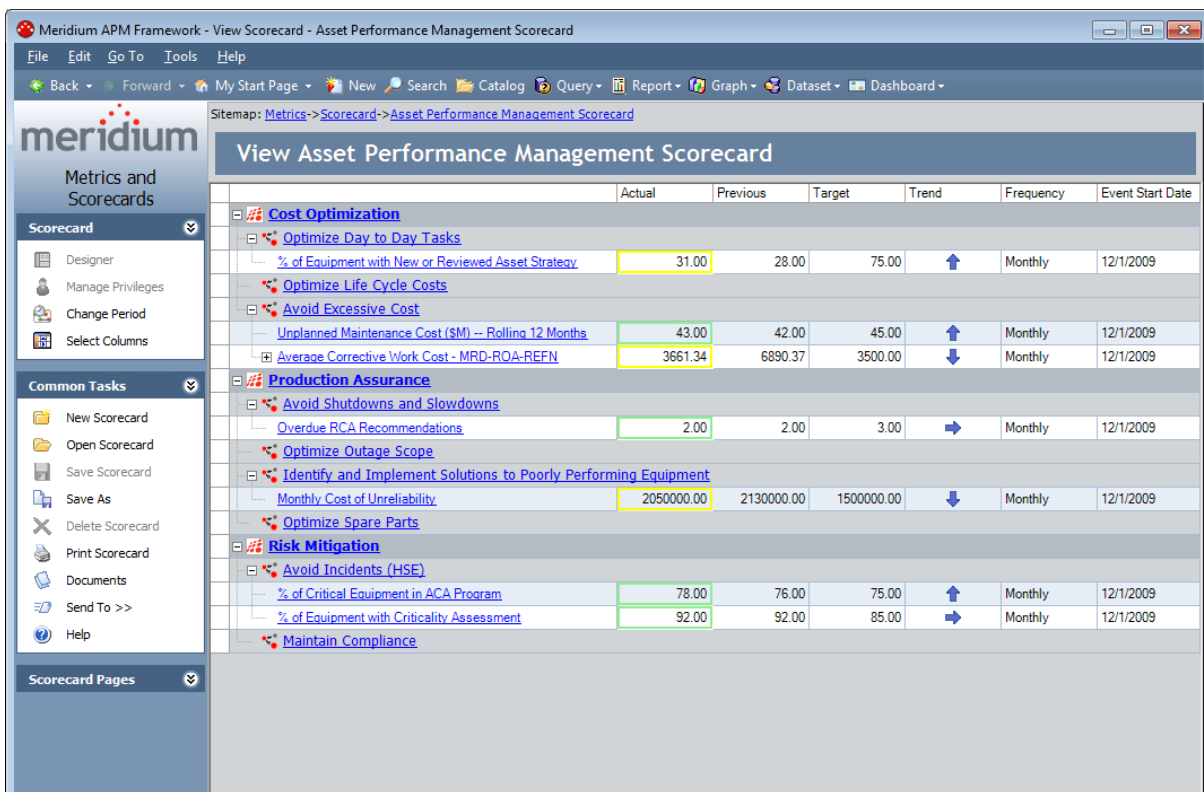 Meridium APM Framework - View Scorecard - Asset Performance Management Scorecard
File Edit Go To Tools Help
Back Forward My Start Page New Search Catalog Query Report Graph Dataset Dashboard
meridium
Metrics and
Scorecards
Scorecard
Designer
Manage Privileges
Change Period
Select Columns
Common Tasks
New Scorecard
Open Scorecard
Save Scorecard
Save As
Delete Scorecard
Print Scorecard
Documents
Send To >>
Help
Scorecard Pages
Sitemap: Metrics->Scorecard->Asset Performance Management Scorecard
View Asset Performance Management Scorecard
Actual Previous Target Trend Frequency Event Start Date
Cost Optimization
Optimize Day to Day Tasks
% of Equipment with New or Reviewed Asset Strategy 31.00 28.00 75.00 Monthly 12/1/2009
Optimize Life Cycle Costs
Avoid Excessive Cost
Unplanned Maintenance Cost ($M) -- Rolling 12 Months 43.00 42.00 45.00 Monthly 12/1/2009
Average Corrective Work Cost - MRD-ROA-REFN 3661.34 6890.37 3500.00 Monthly 12/1/2009
Production Assurance
Avoid Shutdowns and Slowdowns
Overdue RCA Recommendations 2.00 2.00 3.00 Monthly 12/1/2009
Optimize Outage Scope
Identify and Implement Solutions to Poorly Performing Equipment
Monthly Cost of Unreliability 2050000.00 2130000.00 1500000.00 Monthly 12/1/2009
Optimize Spare Parts
Risk Mitigation
Avoid Incidents (HSE)
% of Critical Equipment in ACA Program 78.00 76.00 75.00 Monthly 12/1/2009
% of Equipment with Criticality Assessment 92.00 92.00 85.00 Monthly 12/1/2009
Maintain Compliance